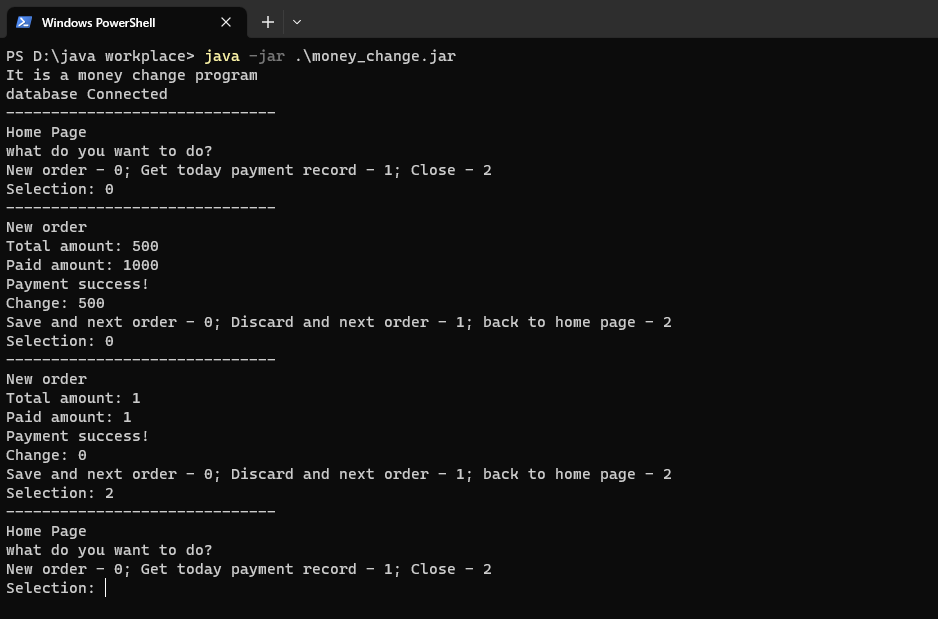 Windows PowerShell
PS D:\java workplace> java -jar .\money_change.jar
It is a money change program
database Connected
------------------------------
Home Page
what do you want to do?
New order - 0; Get today payment record - 1; Close - 2
Selection: 0
------------------------------
New order
Total amount: 500
Paid amount: 1000
Payment success!
Change: 500
Save and next order - 0; Discard and next order - 1; back to home page - 2
Selection: 0
------------------------------
New order
Total amount: 1
Paid amount: 1
Payment success!
Change: 0
Save and next order - 0; Discard and next order - 1; back to home page - 2
Selection: 2
------------------------------
Home Page
what do you want to do?
New order - 0; Get today payment record - 1; Close - 2
Selection: